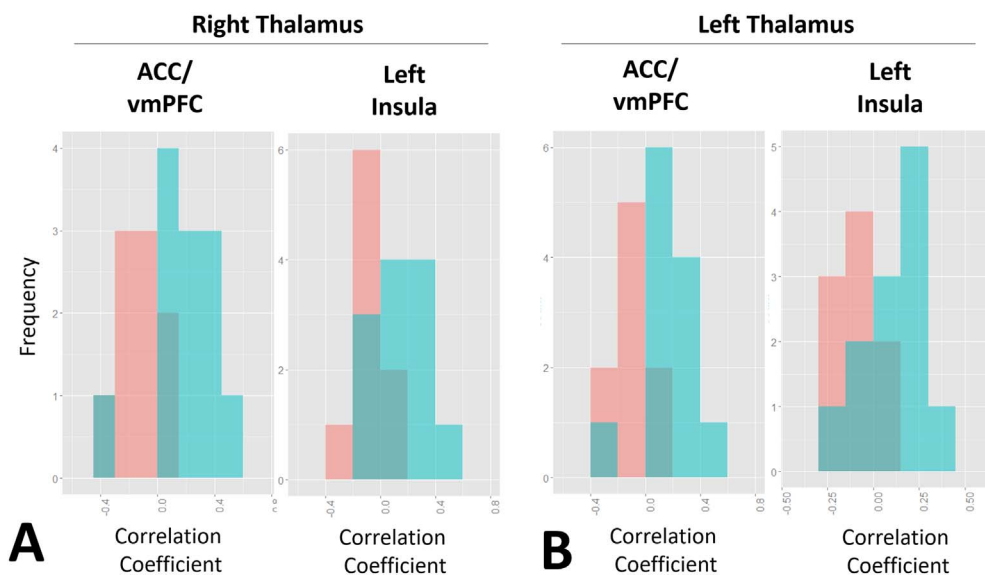 Right Thalamus
Left Thalamus
ACC/
vmPFC
Left
Insula
ACC/
vmPFC
Left
Insula
Frequency
4
3
2
1
0
-0.4
0.0
0.4
6
4
2
0
-0.4
0.0
0.4
0.8
6
4
2
0
-0.4
0.0
0.4
0.8
5
4
3
2
1
0
-0.50
-0.25
0.00
0.25
0.50
A
Correlation
Coefficient
Correlation
Coefficient
B
Correlation
Coefficient
Correlation
Coefficient